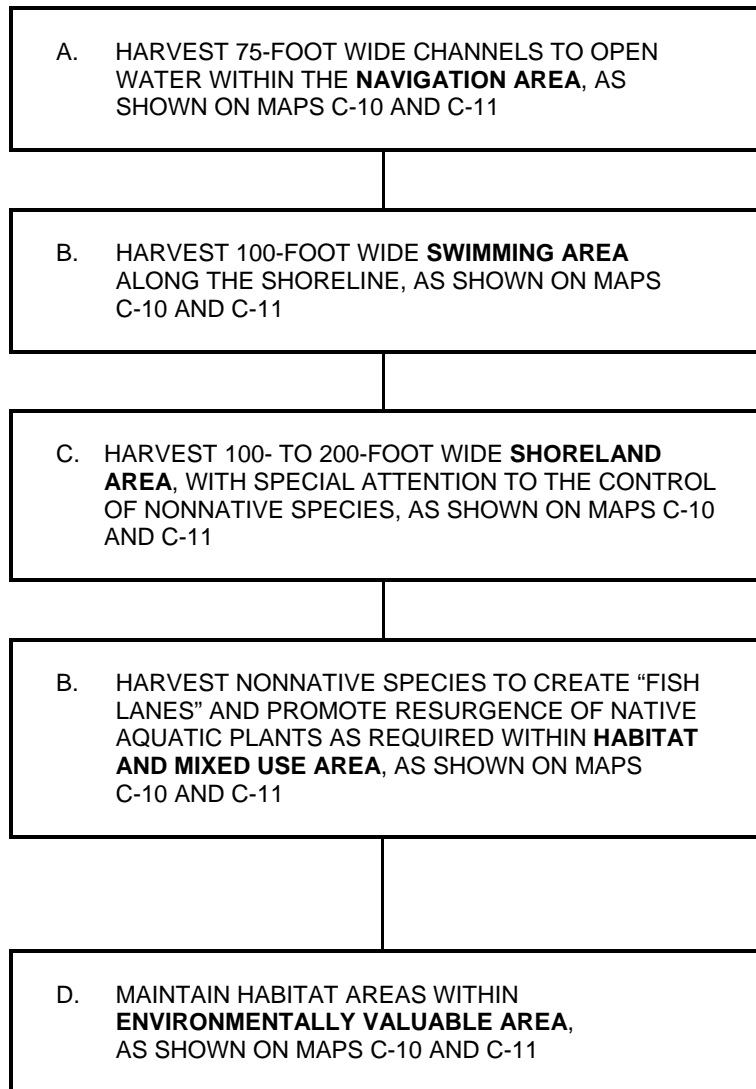 A. HARVEST 75-FOOT WIDE CHANNELS TO OPEN
WATER WITHIN THE NAVIGATION AREA, AS
SHOWN ON MAPS C-10 AND C-11
B. HARVEST 100-FOOT WIDE SWIMMING AREA
ALONG THE SHORELINE, AS SHOWN ON MAPS
C-10 AND C-11
C. HARVEST 100- TO 200-FOOT WIDE SHORELAND
AREA, WITH SPECIAL ATTENTION TO THE CONTROL
OF NONNATIVE SPECIES, AS SHOWN ON MAPS C-10
AND C-11
B. HARVEST NONNATIVE SPECIES TO CREATE “FISH
LANES” AND PROMOTE RESURGENCE OF NATIVE
AQUATIC PLANTS AS REQUIRED WITHIN HABITAT
AND MIXED USE AREA, AS SHOWN ON MAPS
C-10 AND C-11
D. MAINTAIN HABITAT AREAS WITHIN
ENVIRONMENTALLY VALUABLE AREA,
AS SHOWN ON MAPS C-10 AND C-11